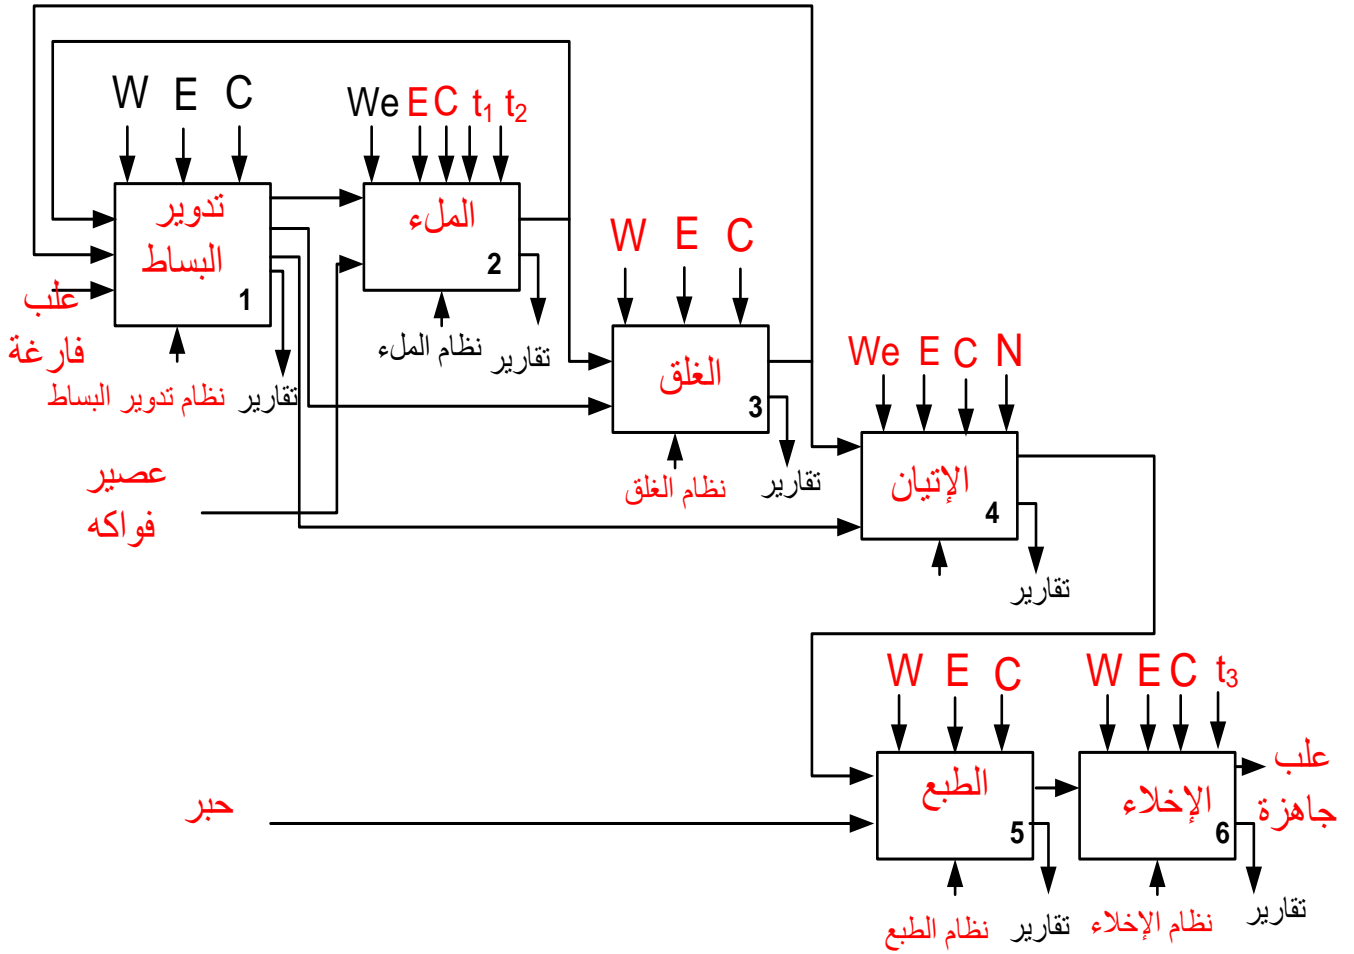 W E C
We E C t1 t2
تدوير
البساط
1
الملء
2
W E C
علب
فارغة
نظام تدوير البساط
تقارير
نظام الملء
تقارير
الغلق
3
We E C N
نظام الغلق
تقارير
الإتيان
4
عصير
فواكه
تقارير
W E C
W E C t3
الطبع
5
الإخلاء
6
علب
جاهزة
حبر
نظام الطبع
تقارير
نظام الإخلاء
تقارير